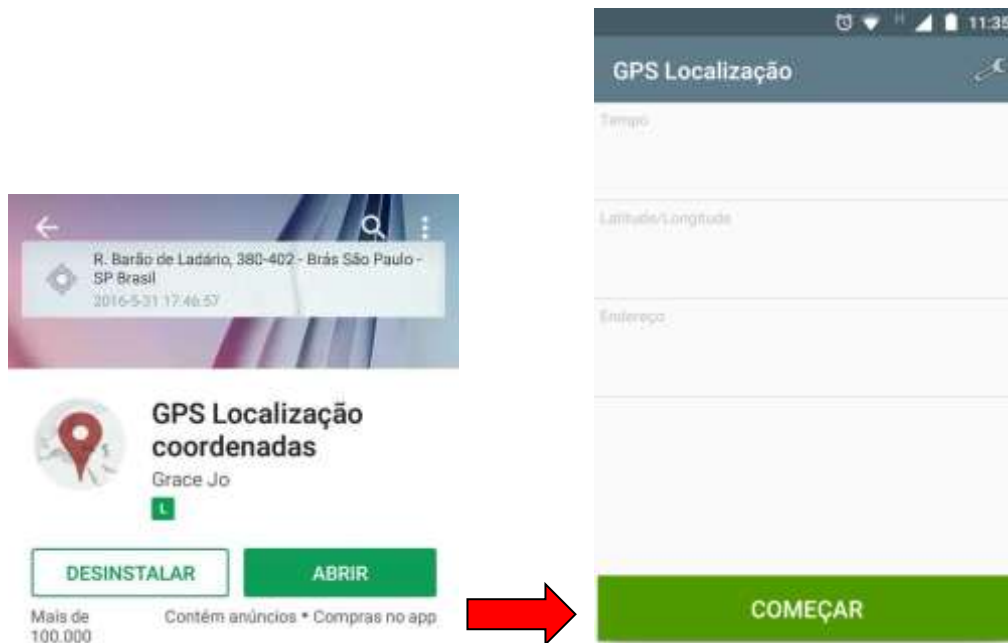 R. Barão de Ladário, 380-402 - Brás São Paulo -
SP Brasil
2016-5-31 17:46:57
GPS Localização
coordenadas
Grace Jo
L
DESINSTALAR
ABRIR
Mais de
100.000
Contém anúncios • Compras no app
H
11:35
GPS Localização
Tempo
Latitude/Longitude
Endereço
COMEÇAR